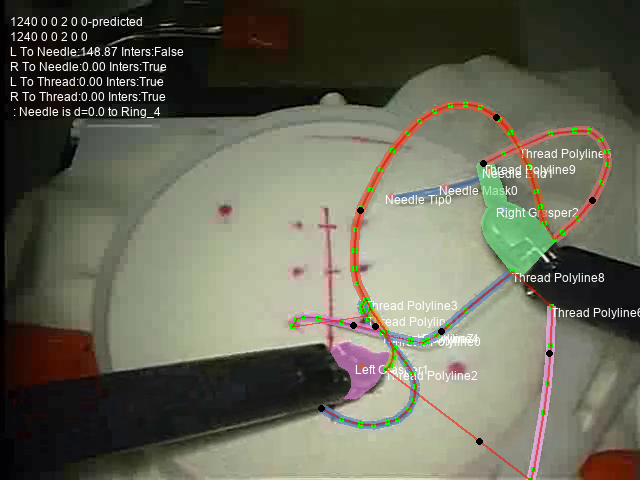 1240 0 0 2 0 0-predicted
1240 0 0 2 0 0
L To Needle:148.87 Inters:False
R To Needle:0.00 Inters:True
L To Thread:0.00 Inters:True
R To Thread:0.00 Inters:True
: Needle is d=0.0 to Ring_4
Thread Polyline
Thread Polyline9
Needle Mask0
Needle Tip0
Right Grasper2
Thread Polyline8
Thread Polyline3
Thread Polyline6
Left Grasper1
Thread Polyline2